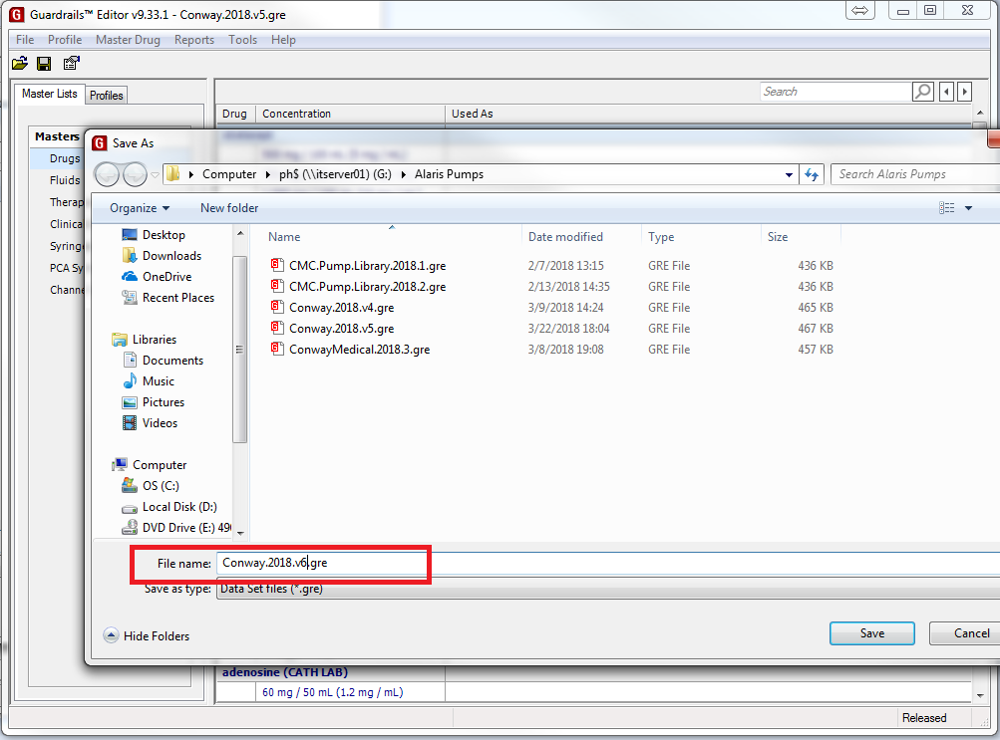 Guardrails™ Editor v9.33.1 - Conway.2018.v5.gre
File Profile Master Drug Reports Tools Help
Master Lists Profiles
Search
Drug Concentration Used As
Masters
Drugs
Fluids
Therap
Clinica
Syring
PCA Sy
Chann
Save As
Computer ph$ (\\itserver01) (G:) Alaris Pumps
Search Alaris Pumps
Organize New folder
Name Date modified Type Size
Desktop
Downloads
OneDrive
Recent Places
Libraries
Documents
Music
Pictures
Videos
Computer
OS (C:)
Local Disk (D:)
DVD Drive (E:) 490
CMC.Pump.Library.2018.1.gre 2/7/2018 13:15 GRE File 436 KB
CMC.Pump.Library.2018.2.gre 2/13/2018 14:35 GRE File 436 KB
Conway.2018.v4.gre 3/9/2018 14:24 GRE File 465 KB
Conway.2018.v5.gre 3/22/2018 18:04 GRE File 467 KB
ConwayMedical.2018.3.gre 3/8/2018 19:08 GRE File 457 KB
File name: Conway.2018.v6.gre
Save as type: Data Set files (*.gre)
Hide Folders
Save Cancel
adenosine (CATH LAB)
60 mg / 50 mL (1.2 mg / mL)
Released